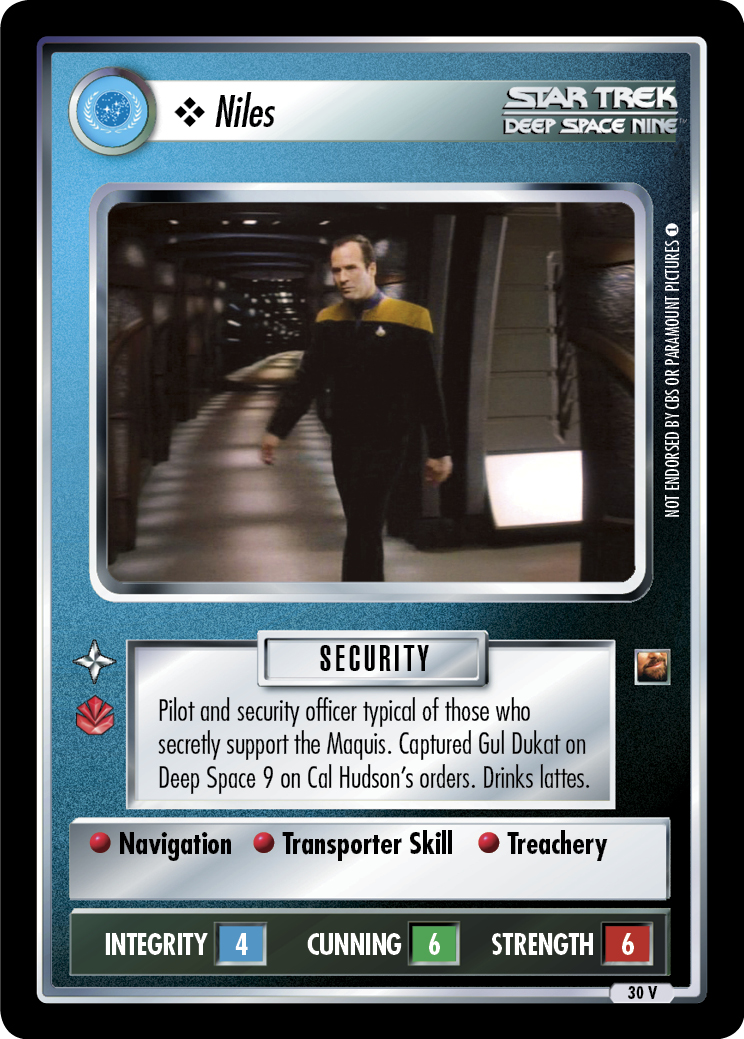 ❖ Niles
STAR TREK
DEEP SPACE NINE™
NOT ENDORSED BY CBS OR PARAMOUNT PICTURES 1
SECURITY
Pilot and security officer typical of those who
secretly support the Maquis. Captured Gul Dukat on
Deep Space 9 on Cal Hudson's orders. Drinks lattes.
Navigation Transporter Skill Treachery
INTEGRITY 4 CUNNING 6 STRENGTH 6
30 V